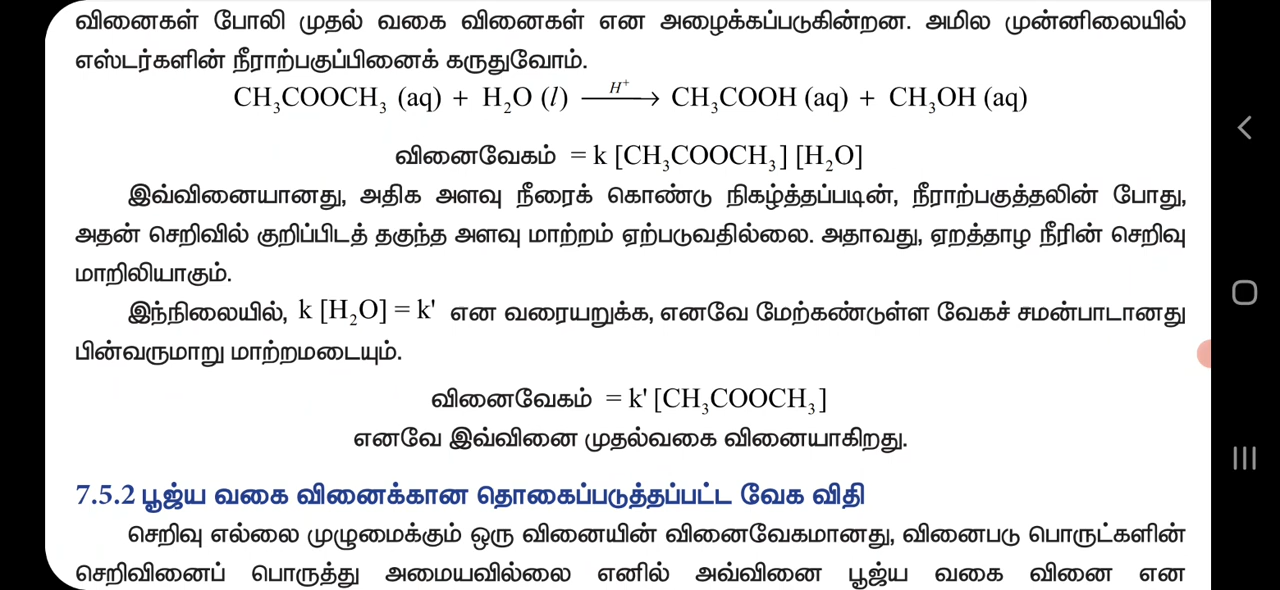 வினைகள் போலி முதல் வகை வினைகள் என அழைக்கப்படுகின்றன. அமில முன்னிலையில்
எஸ்டர்களின் நீராற்பகுப்பினைக் கருதுவோம்.
CH₃COOCH₃ (aq) + H₂O (l) —H⁺→ CH₃COOH (aq) + CH₃OH (aq)
வினைவேகம் = k [CH₃COOCH₃] [H₂O]
இவ்வினையானது, அதிக அளவு நீரைக் கொண்டு நிகழ்த்தப்படின், நீராற்பகுத்தலின் போது,
அதன் செறிவில் குறிப்பிடத் தகுந்த அளவு மாற்றம் ஏற்படுவதில்லை. அதாவது, ஏறத்தாழ நீரின் செறிவு
மாறிலியாகும்.
இந்நிலையில், k [H₂O] = k' என வரையறுக்க, எனவே மேற்கண்டுள்ள வேகச் சமன்பாடானது
பின்வருமாறு மாற்றமடையும்.
வினைவேகம் = k' [CH₃COOCH₃]
எனவே இவ்வினை முதல்வகை வினையாகிறது.
7.5.2 பூஜ்ய வகை வினைக்கான தொகைப்படுத்தப்பட்ட வேக விதி
செறிவு எல்லை முழுமைக்கும் ஒரு வினையின் வினைவேகமானது, வினைபடு பொருட்களின்
செறிவினைப் பொருத்து அமையவில்லை எனில் அவ்வினை பூஜ்ய வகை வினை என